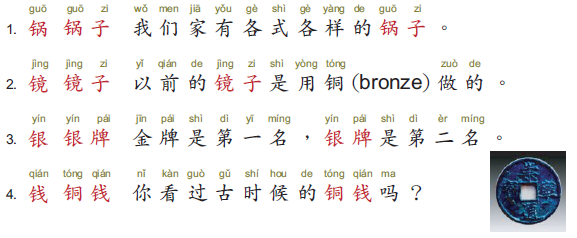 guō guō zi wǒ men jiā yǒu gè shì gè yàng de guō zi
1. 锅 锅子 我们家有各式各样的锅子。
jìng jìng zi yǐ qián de jìng zi shì yòng tóng zuò de
2. 镜 镜子 以前的镜子是用铜(bronze)做的。
yín yín pái jīn pái shì dì yī míng yín pái shì dì èr míng
3. 银 银牌 金牌是第一名，银牌是第二名。
qián tóng qián nǐ kàn guò gǔ shí hou de tóng qián ma
4. 钱 铜钱 你看过古时候的铜钱吗？